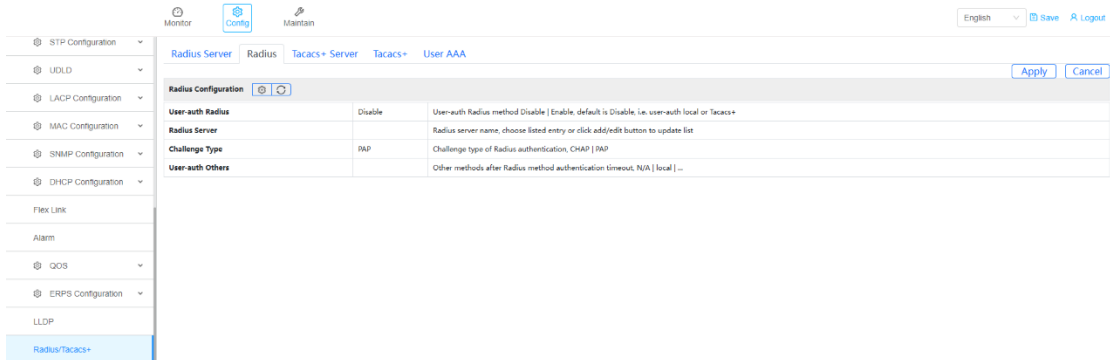 Monitor
Config
Maintain
English
Save
Logout
STP Configuration
UDLD
LACP Configuration
MAC Configuration
SNMP Configuration
DHCP Configuration
Flex Link
Alarm
QOS
ERPS Configuration
LLDP
Radius/Tacacs+
Radius Server Radius Tacacs+ Server Tacacs+ User AAA
Apply Cancel
Radius Configuration
User-auth Radius Disable User-auth Radius method Disable | Enable, default is Disable, i.e. user-auth local or Tacacs+
Radius Server Radius server name, choose listed entry or click add/edit button to update list
Challenge Type PAP Challenge type of Radius authentication, CHAP | PAP
User-auth Others Other methods after Radius method authentication timeout, N/A | local | ...